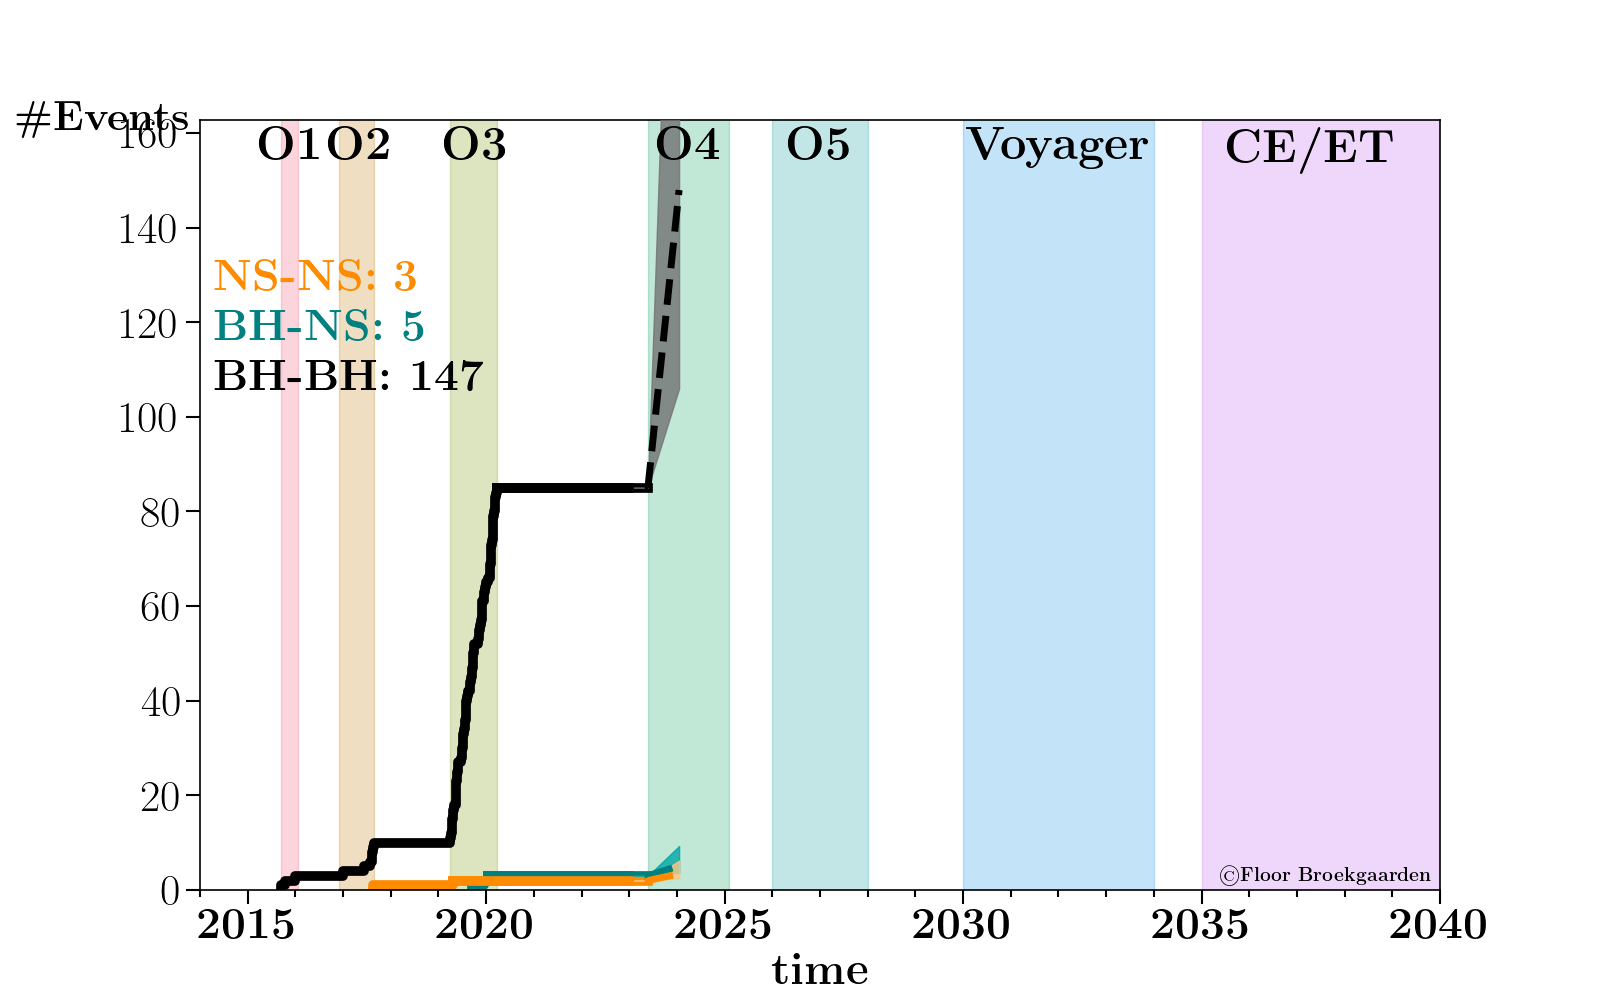 #Events
O1 O2 O3 O4 O5 Voyager CE/ET
160
140
NS-NS: 3
BH-NS: 5
120
BH-BH: 147
100
80
60
40
20
©Floor Broekgaarden
0
2015 2020 2025 2030 2035 2040
time